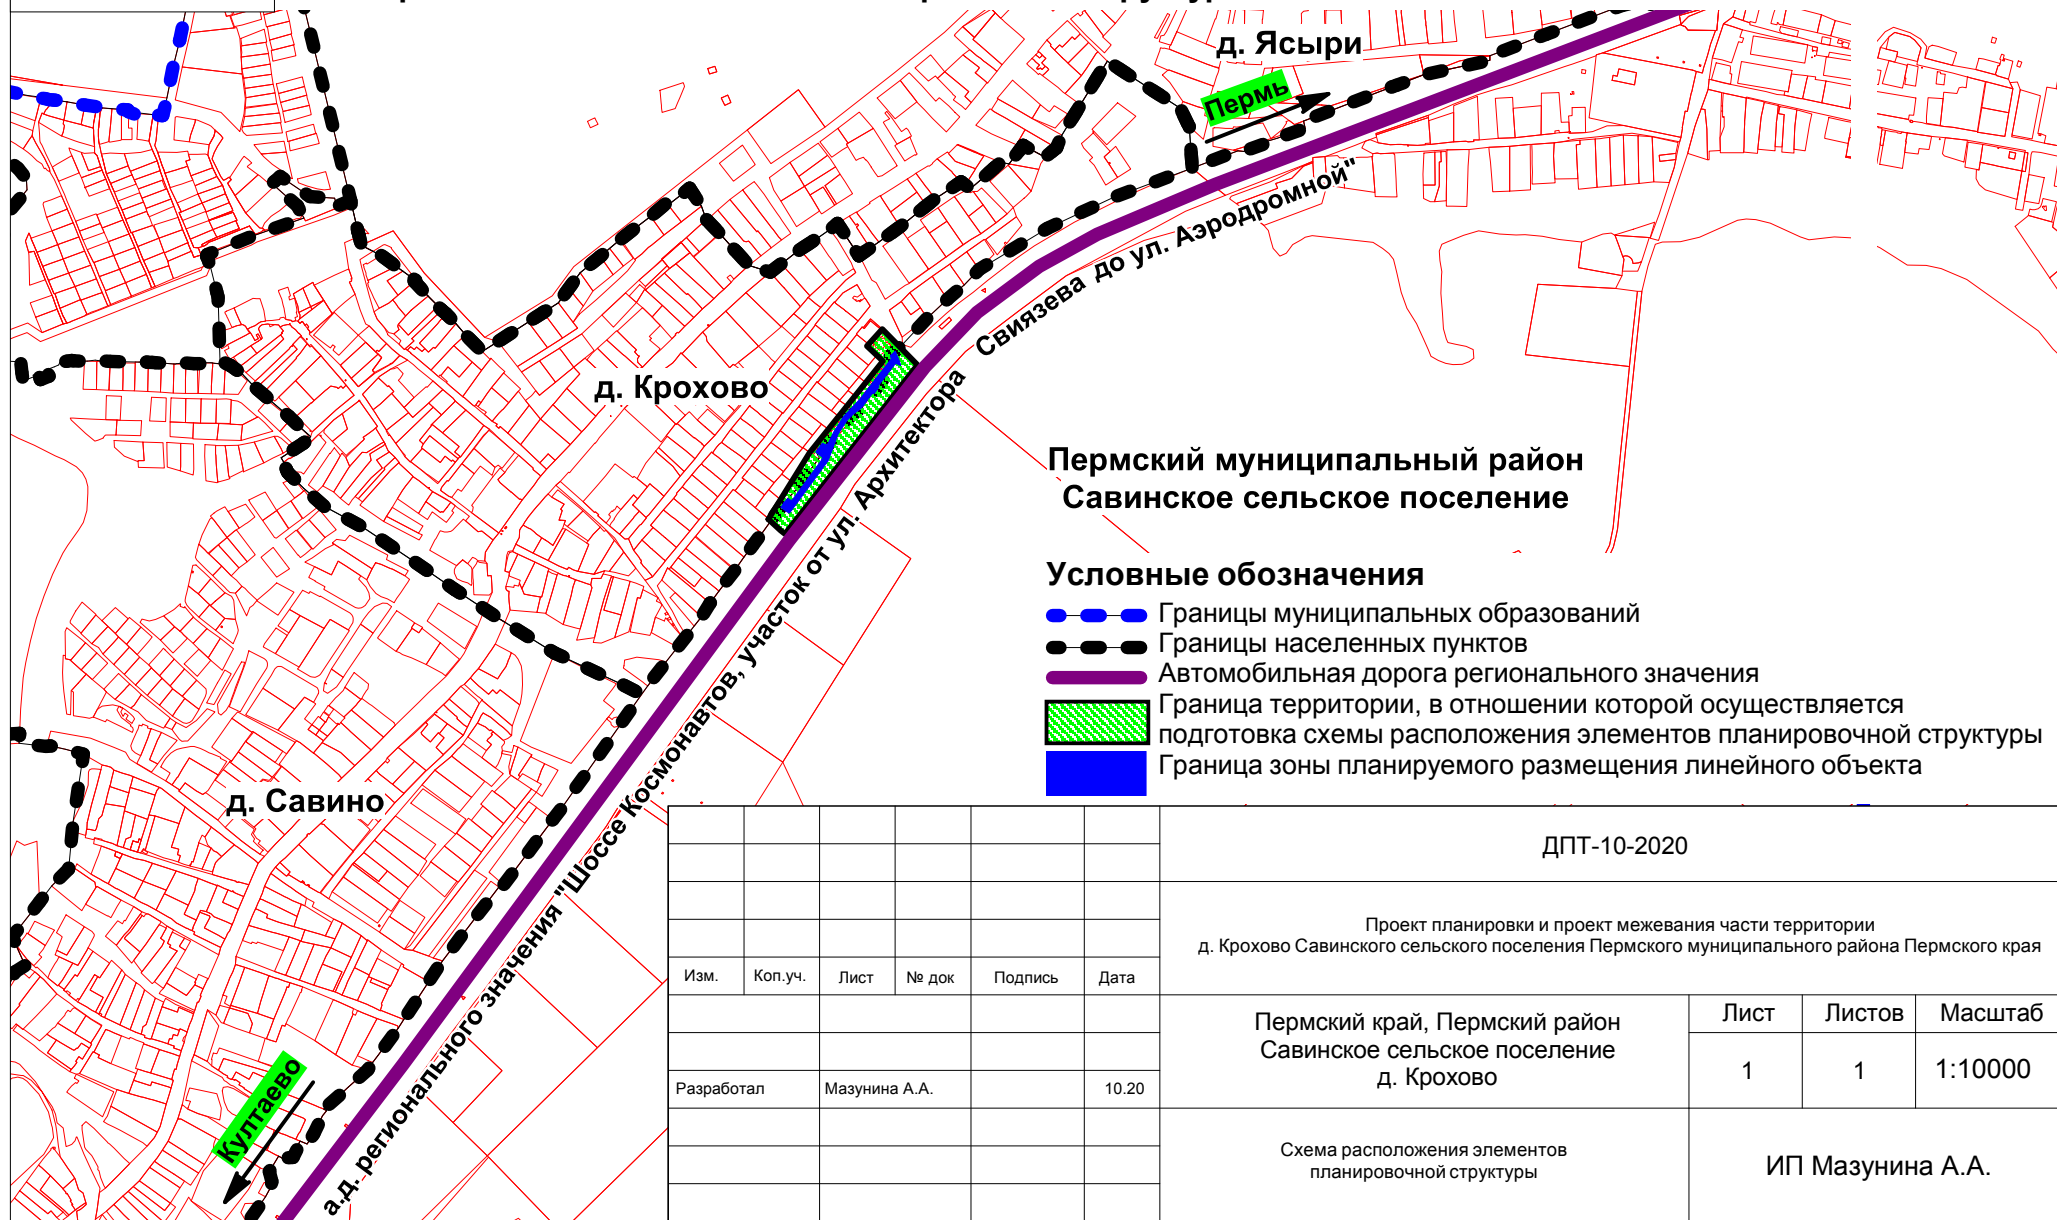 д. Ясыри
Пермь
д. Крохово
д. Савино
Култаево
а.д. регионального значения "Шоссе Космонавтов, участок от ул. Архитектора Свиязева до ул. Аэродромной"
Пермский муниципальный район
Савинское сельское поселение
Условные обозначения
Границы муниципальных образований
Границы населенных пунктов
Автомобильная дорога регионального значения
Граница территории, в отношении которой осуществляется
подготовка схемы расположения элементов планировочной структуры
Граница зоны планируемого размещения линейного объекта
ДПТ-10-2020
Проект планировки и проект межевания части территории
д. Крохово Савинского сельского поселения Пермского муниципального района Пермского края
Изм. Кол.уч. Лист № док Подпись Дата
Пермский край, Пермский район
Савинское сельское поселение
д. Крохово
Лист Листов Масштаб
1 1 1:10000
Разработал Мазунина А.А. 10.20
Схема расположения элементов
планировочной структуры
ИП Мазунина А.А.